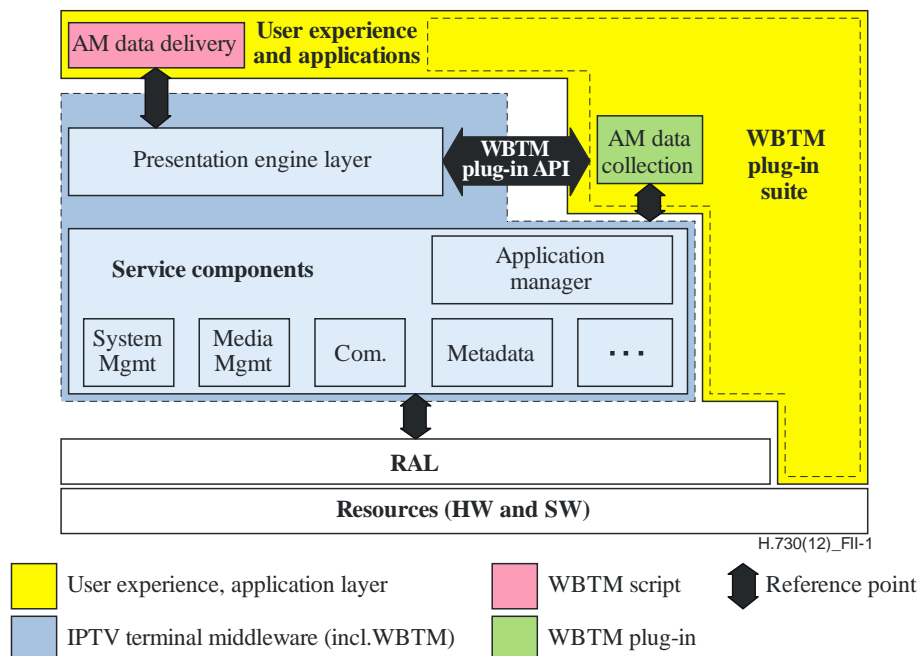 AM data delivery
User experience
and applications
Presentation engine layer
WBTM
plug-in API
AM data
collection
WBTM
plug-in
suite
Service components
Application
manager
System
Mgmt
Media
Mgmt
Com.
Metadata
...
RAL
Resources (HW and SW)
H.730(12)_FII-1
User experience, application layer
WBTM script
Reference point
IPTV terminal middleware (incl.WBTM)
WBTM plug-in